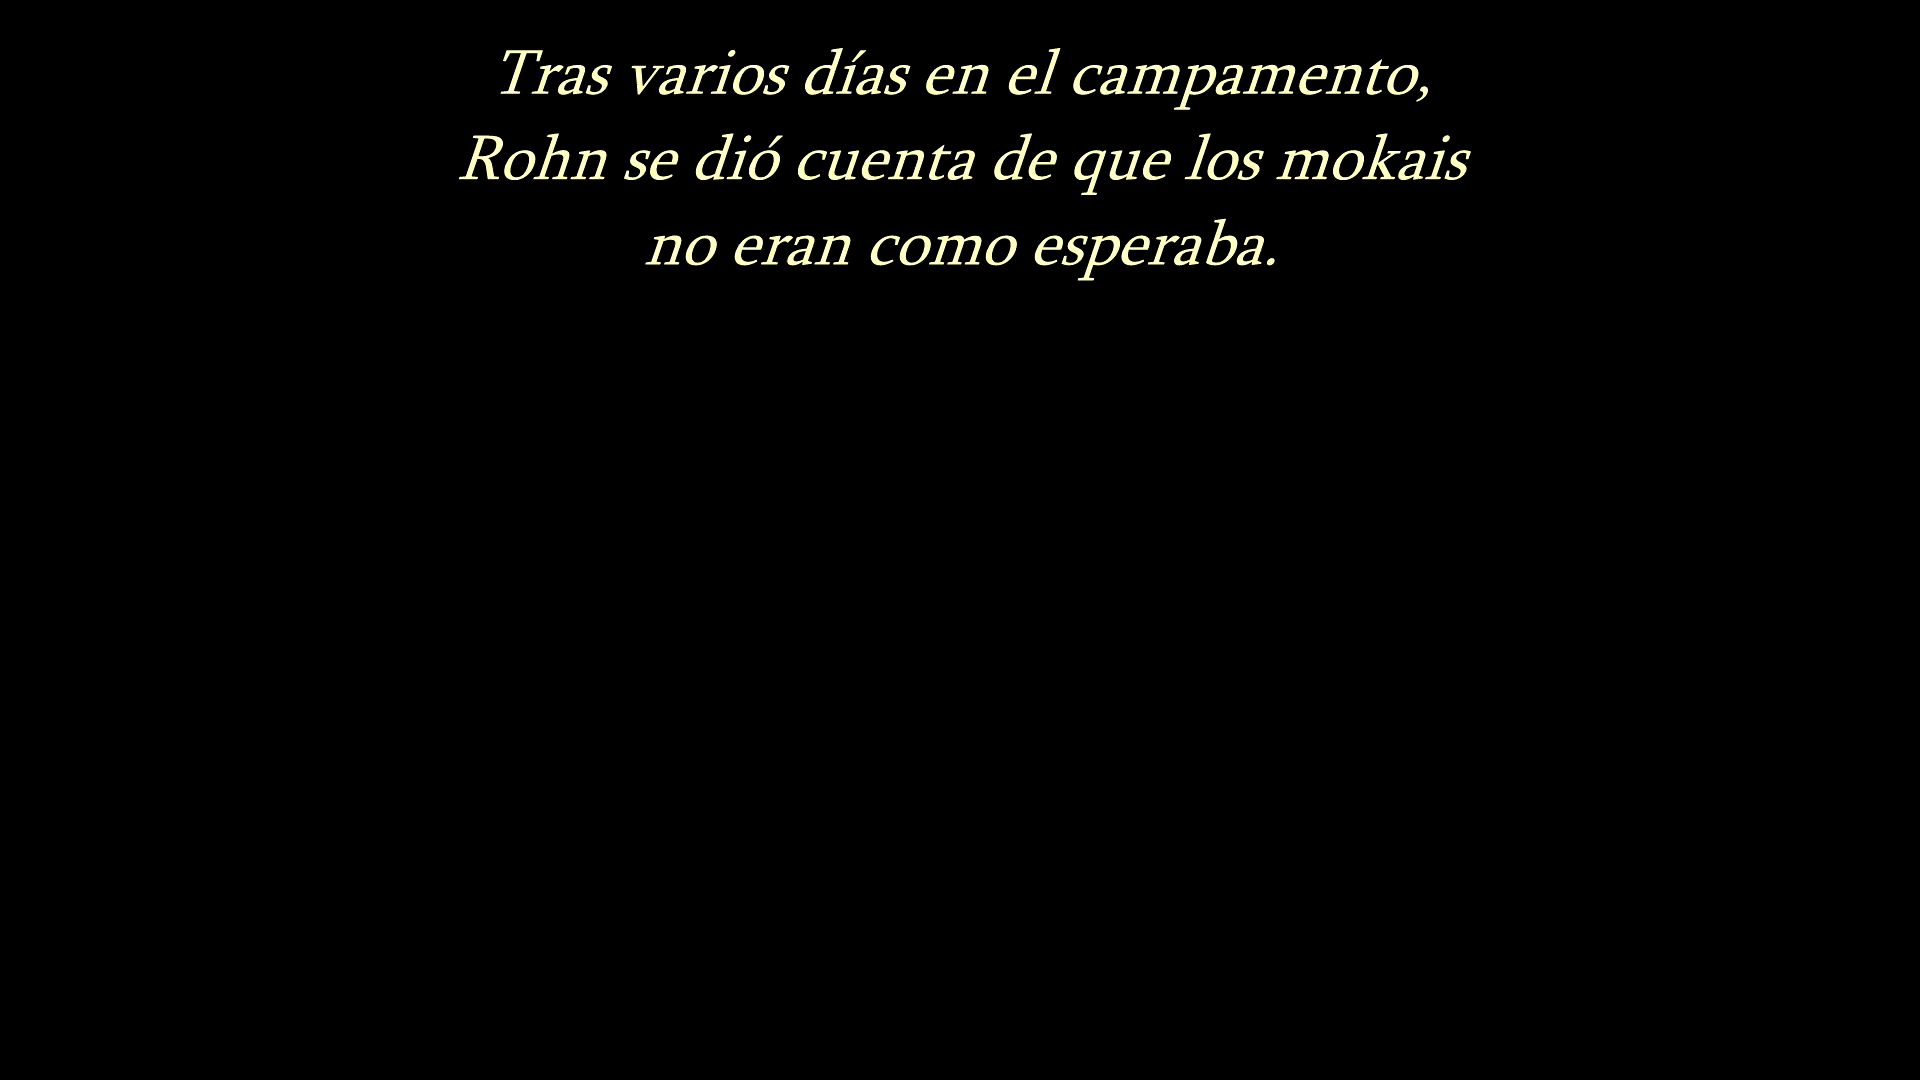 Tras varios días en el campamento,
Rohn se dió cuenta de que los mokais
no eran como esperaba.